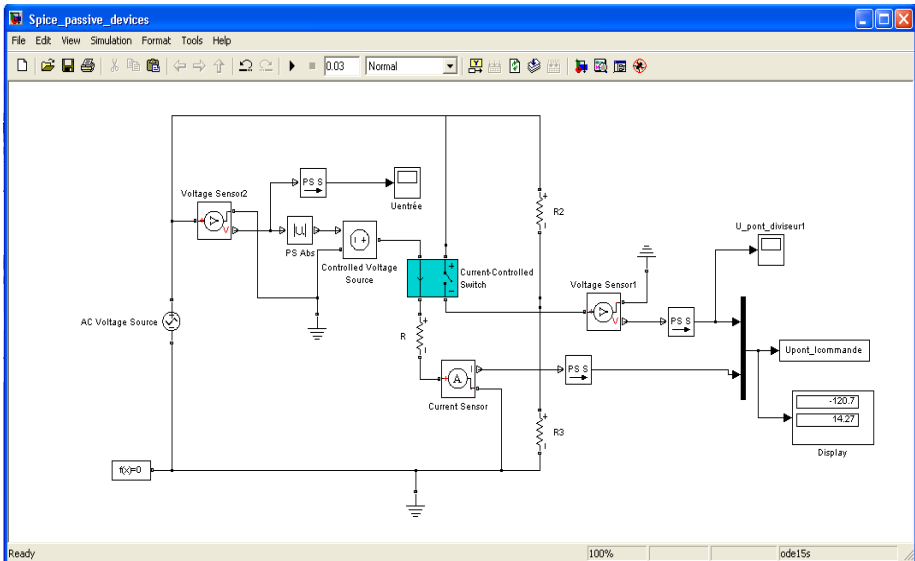 Spice_passive_devices
File Edit View Simulation Format Tools Help
0.03 Normal
Voltage Sensor2
PS S
Uentrée
R2
|u|
PS Abs
Controlled Voltage
Source
Current-Controlled
Switch
U_pont_diviseur1
Voltage Sensor1
AC Voltage Source
R
PS S
Upont_Icommande
PS S
A
Current Sensor
-120.7
14.27
Display
R3
f(x)=0
Ready 100% ode15s